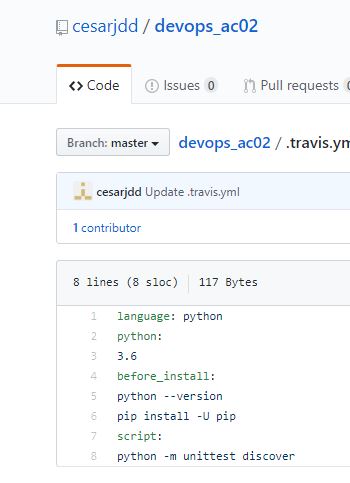 cesarjdd / devops_ac02
Code Issues 0 Pull requests
Branch: master devops_ac02 / .travis.ym
cesarjdd Update .travis.yml
1 contributor
8 lines (8 sloc) 117 Bytes
1 language: python
2 python:
3 3.6
4 before_install:
5 python --version
6 pip install -U pip
7 script:
8 python -m unittest discover